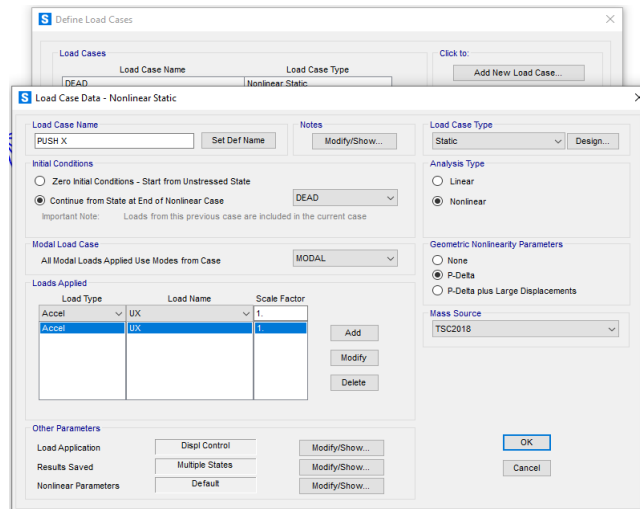 S Define Load Cases
Load Cases
Click to:
Load Case Name Load Case Type
Add New Load Case...
DEAD Nonlinear Static
S Load Case Data - Nonlinear Static
Load Case Name Notes Load Case Type
PUSH X Set Def Name Modify/Show... Static Design...
Initial Conditions Analysis Type
Zero Initial Conditions - Start from Unstressed State Linear
Continue from State at End of Nonlinear Case DEAD Nonlinear
Important Note: Loads from this previous case are included in the current case
Modal Load Case Geometric Nonlinearity Parameters
All Modal Loads Applied Use Modes from Case MODAL None
P-Delta
Loads Applied P-Delta plus Large Displacements
Load Type Load Name Scale Factor
Accel UX 1. Mass Source
Accel UX 1. TSC2018
Add
Modify
Delete
Other Parameters
Load Application Displ Control Modify/Show... OK
Results Saved Multiple States Modify/Show... Cancel
Nonlinear Parameters Default Modify/Show...